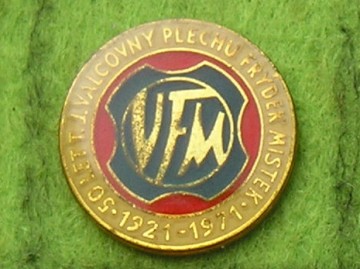 50 LET T.J. VÁLCOVNY PLECHU FRÝDEK MÍSTEK · 1921-1971 ·
VFM